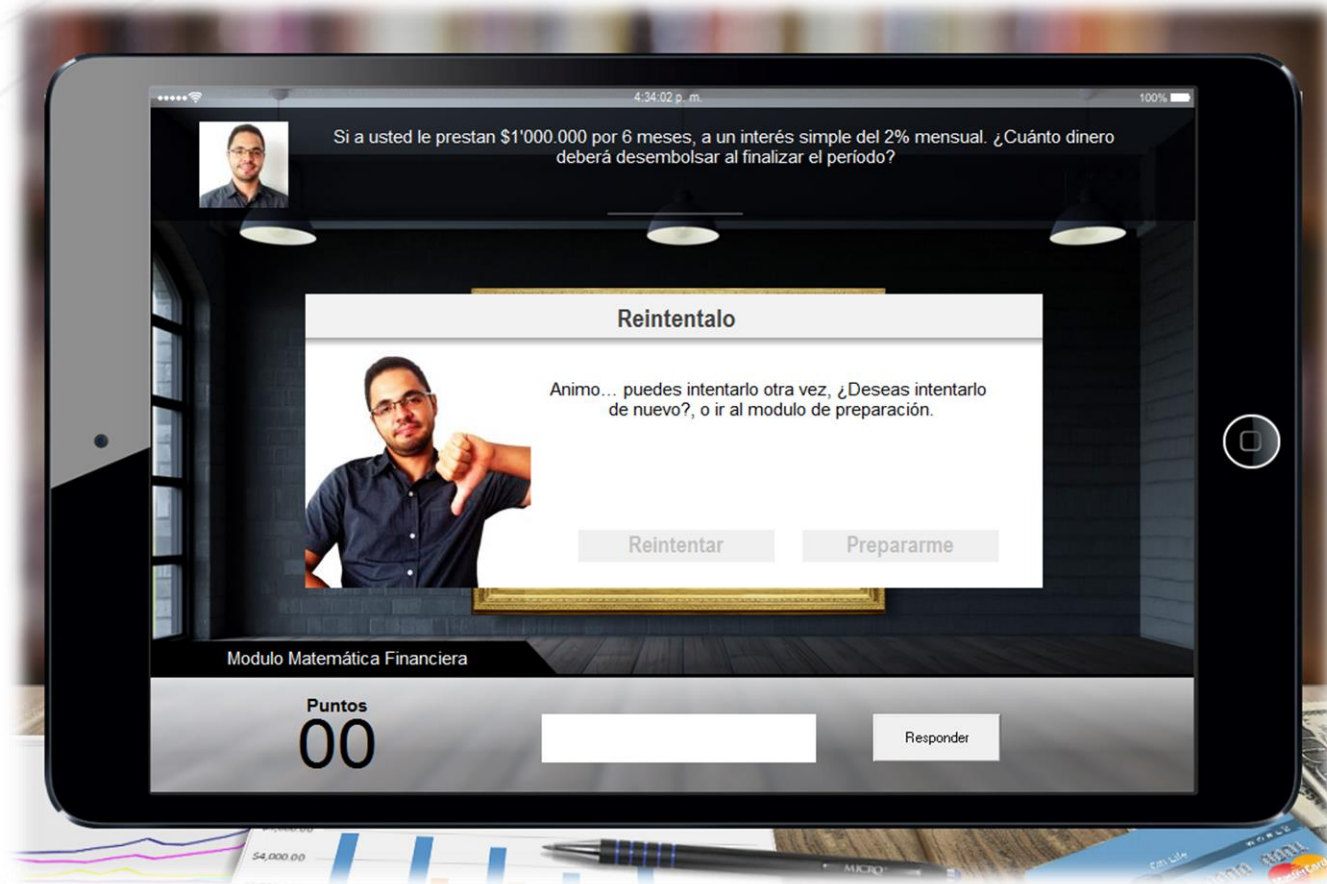 4:34:02 p. m.
100%
Si a usted le prestan $1'000.000 por 6 meses, a un interés simple del 2% mensual. ¿Cuánto dinero
deberá desembolsar al finalizar el período?
Reintentalo
Animo… puedes intentarlo otra vez, ¿Deseas intentarlo
de nuevo?, o ir al modulo de preparación.
Reintentar
Prepararme
Modulo Matemática Financiera
Puntos
00
Responder
$4,000.00
MICRO